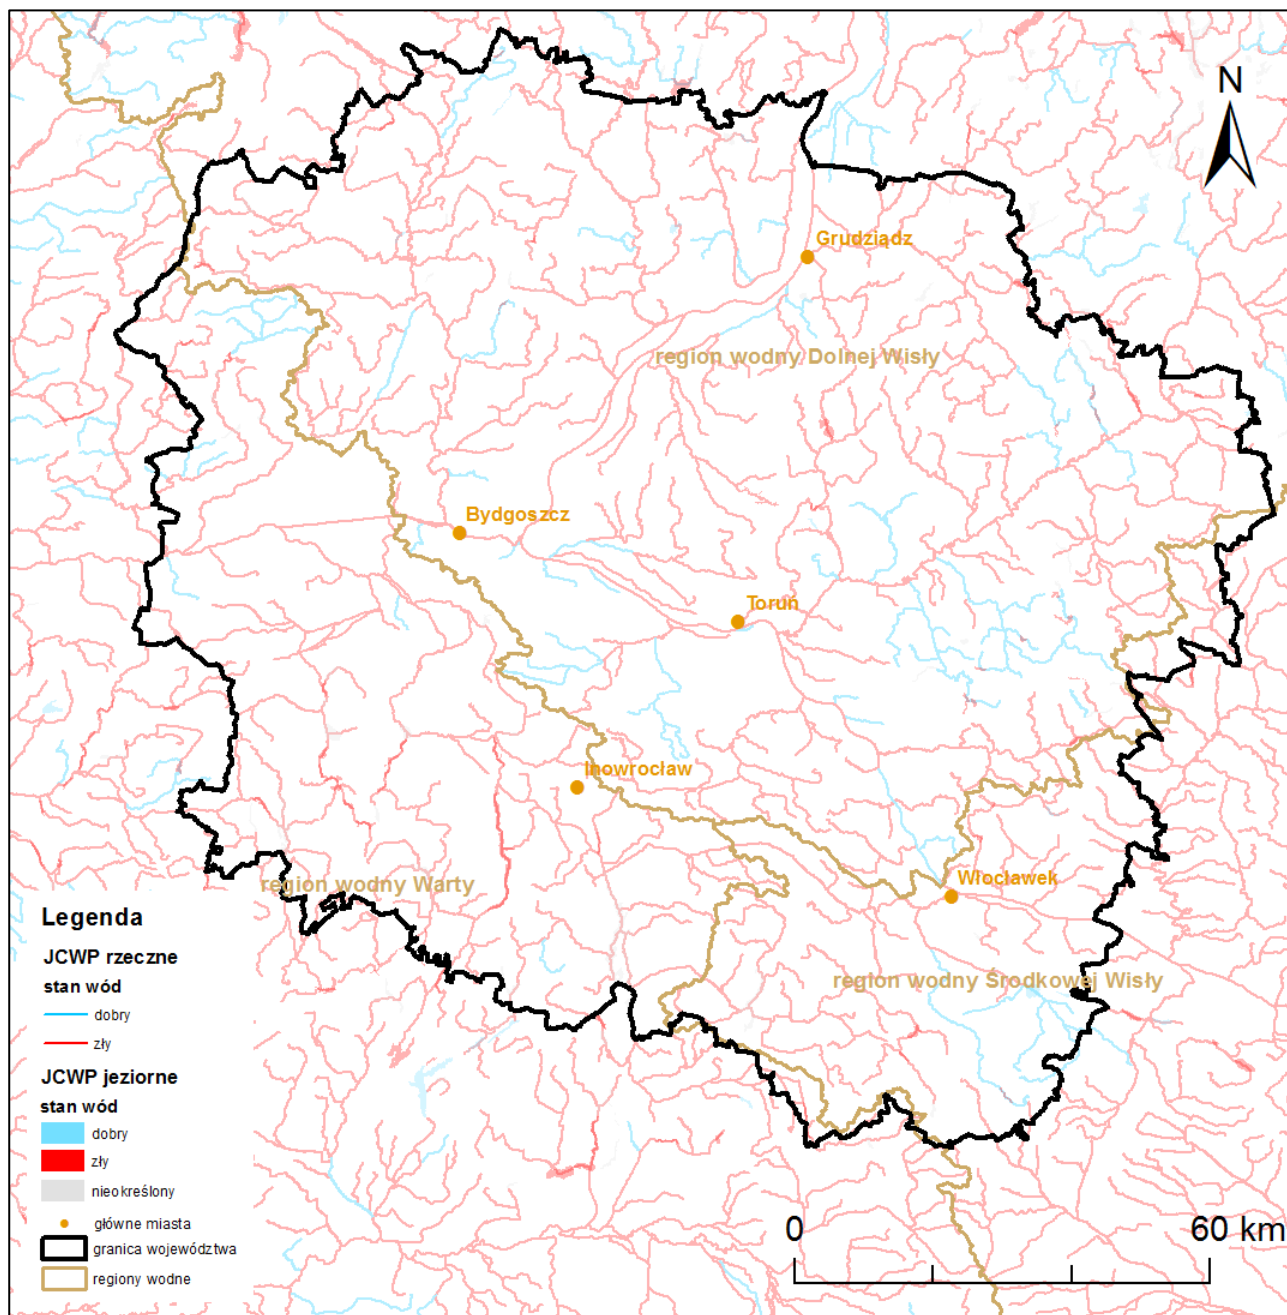 N
Grudziądz
region wodny Dolnej Wisły
Bydgoszcz
Toruń
Inowrocław
region wodny Warty
Włocławek
region wodny Środkowej Wisły
Legenda
JCWP rzeczne
stan wód
dobry
zły
JCWP jeziorne
stan wód
dobry
zły
nieokreślony
główne miasta
granica województwa
regiony wodne
0 60 km